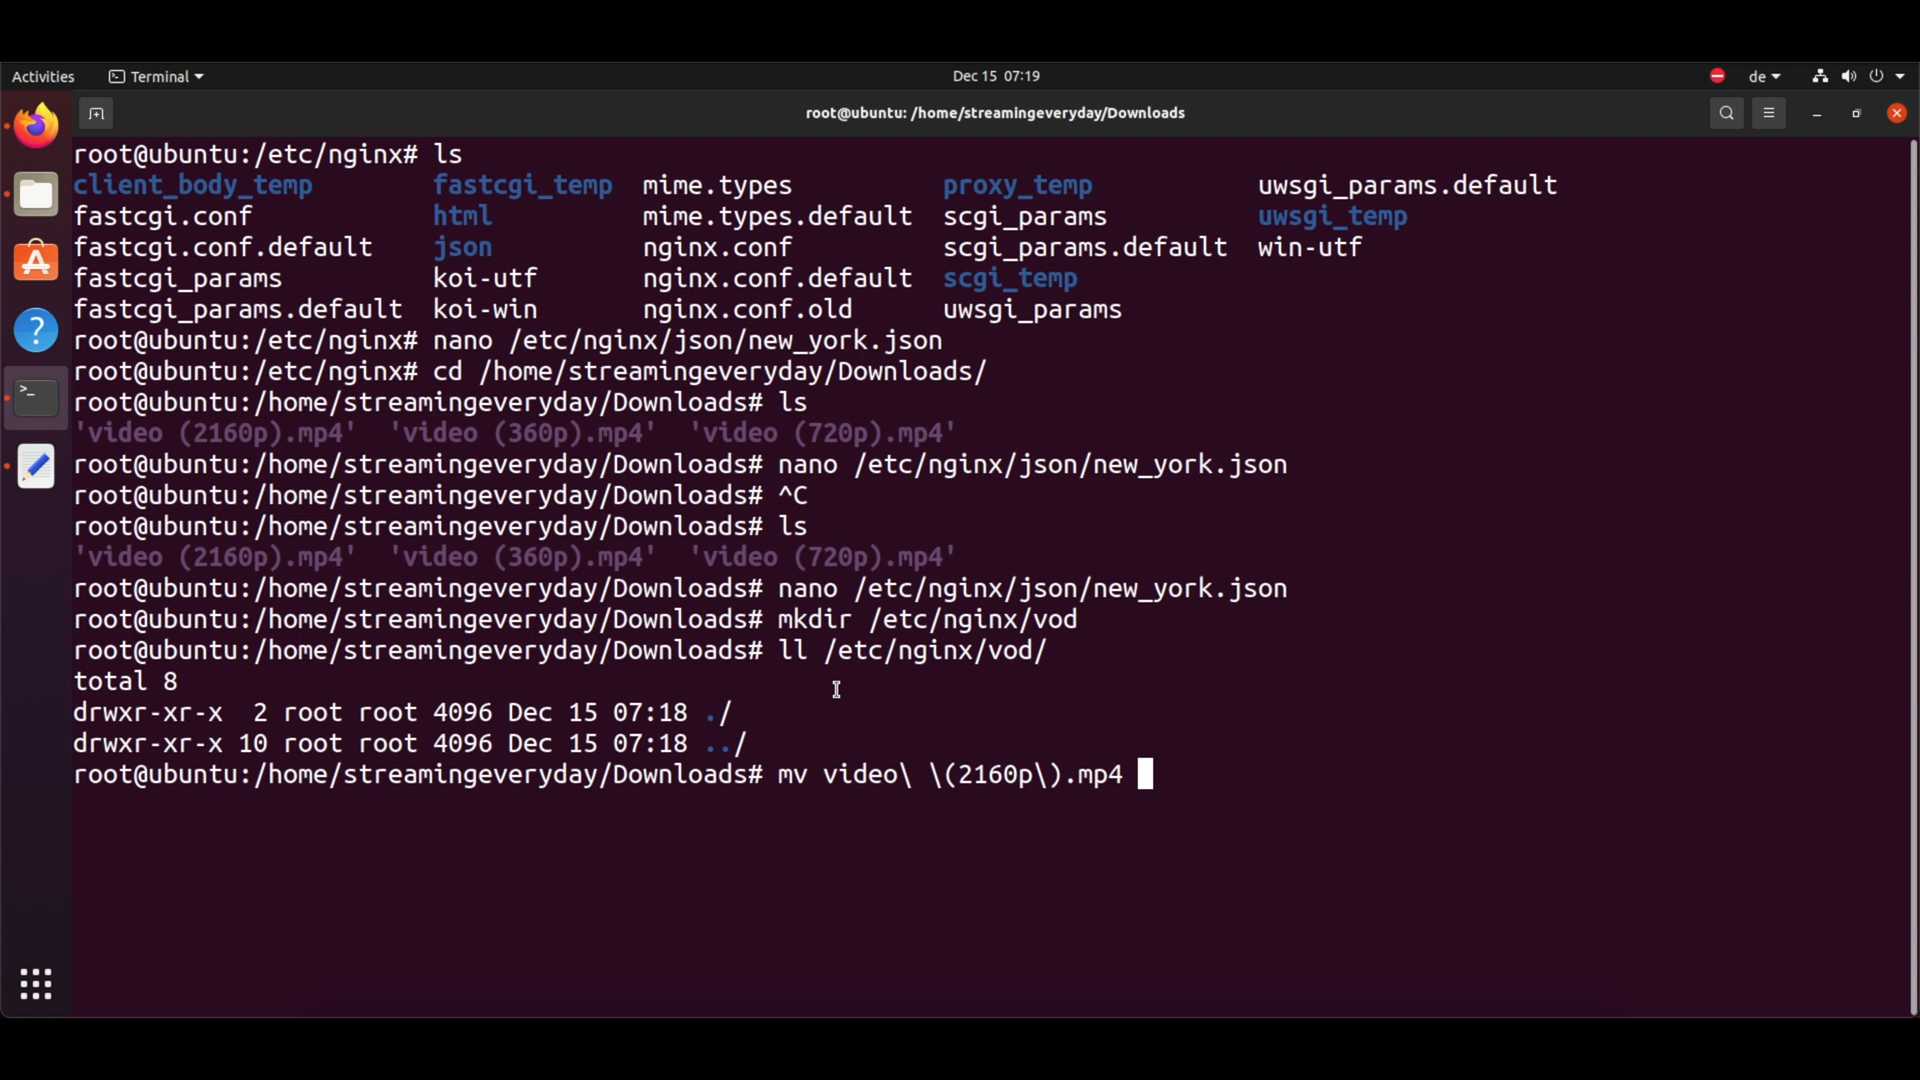 Activities Terminal Dec 15 07:19 de
root@ubuntu: /home/streamingeveryday/Downloads
root@ubuntu:/etc/nginx# ls
client_body_temp fastcgi_temp mime.types proxy_temp uwsgi_params.default
fastcgi.conf html mime.types.default scgi_params uwsgi_temp
fastcgi.conf.default json nginx.conf scgi_params.default win-utf
fastcgi_params koi-utf nginx.conf.default scgi_temp
fastcgi_params.default koi-win nginx.conf.old uwsgi_params
root@ubuntu:/etc/nginx# nano /etc/nginx/json/new_york.json
root@ubuntu:/etc/nginx# cd /home/streamingeveryday/Downloads/
root@ubuntu:/home/streamingeveryday/Downloads# ls
'video (2160p).mp4' 'video (360p).mp4' 'video (720p).mp4'
root@ubuntu:/home/streamingeveryday/Downloads# nano /etc/nginx/json/new_york.json
root@ubuntu:/home/streamingeveryday/Downloads# ^C
root@ubuntu:/home/streamingeveryday/Downloads# ls
'video (2160p).mp4' 'video (360p).mp4' 'video (720p).mp4'
root@ubuntu:/home/streamingeveryday/Downloads# nano /etc/nginx/json/new_york.json
root@ubuntu:/home/streamingeveryday/Downloads# mkdir /etc/nginx/vod
root@ubuntu:/home/streamingeveryday/Downloads# ll /etc/nginx/vod/
total 8
drwxr-xr-x 2 root root 4096 Dec 15 07:18 ./
drwxr-xr-x 10 root root 4096 Dec 15 07:18 ../
root@ubuntu:/home/streamingeveryday/Downloads# mv video\ \(2160p\).mp4